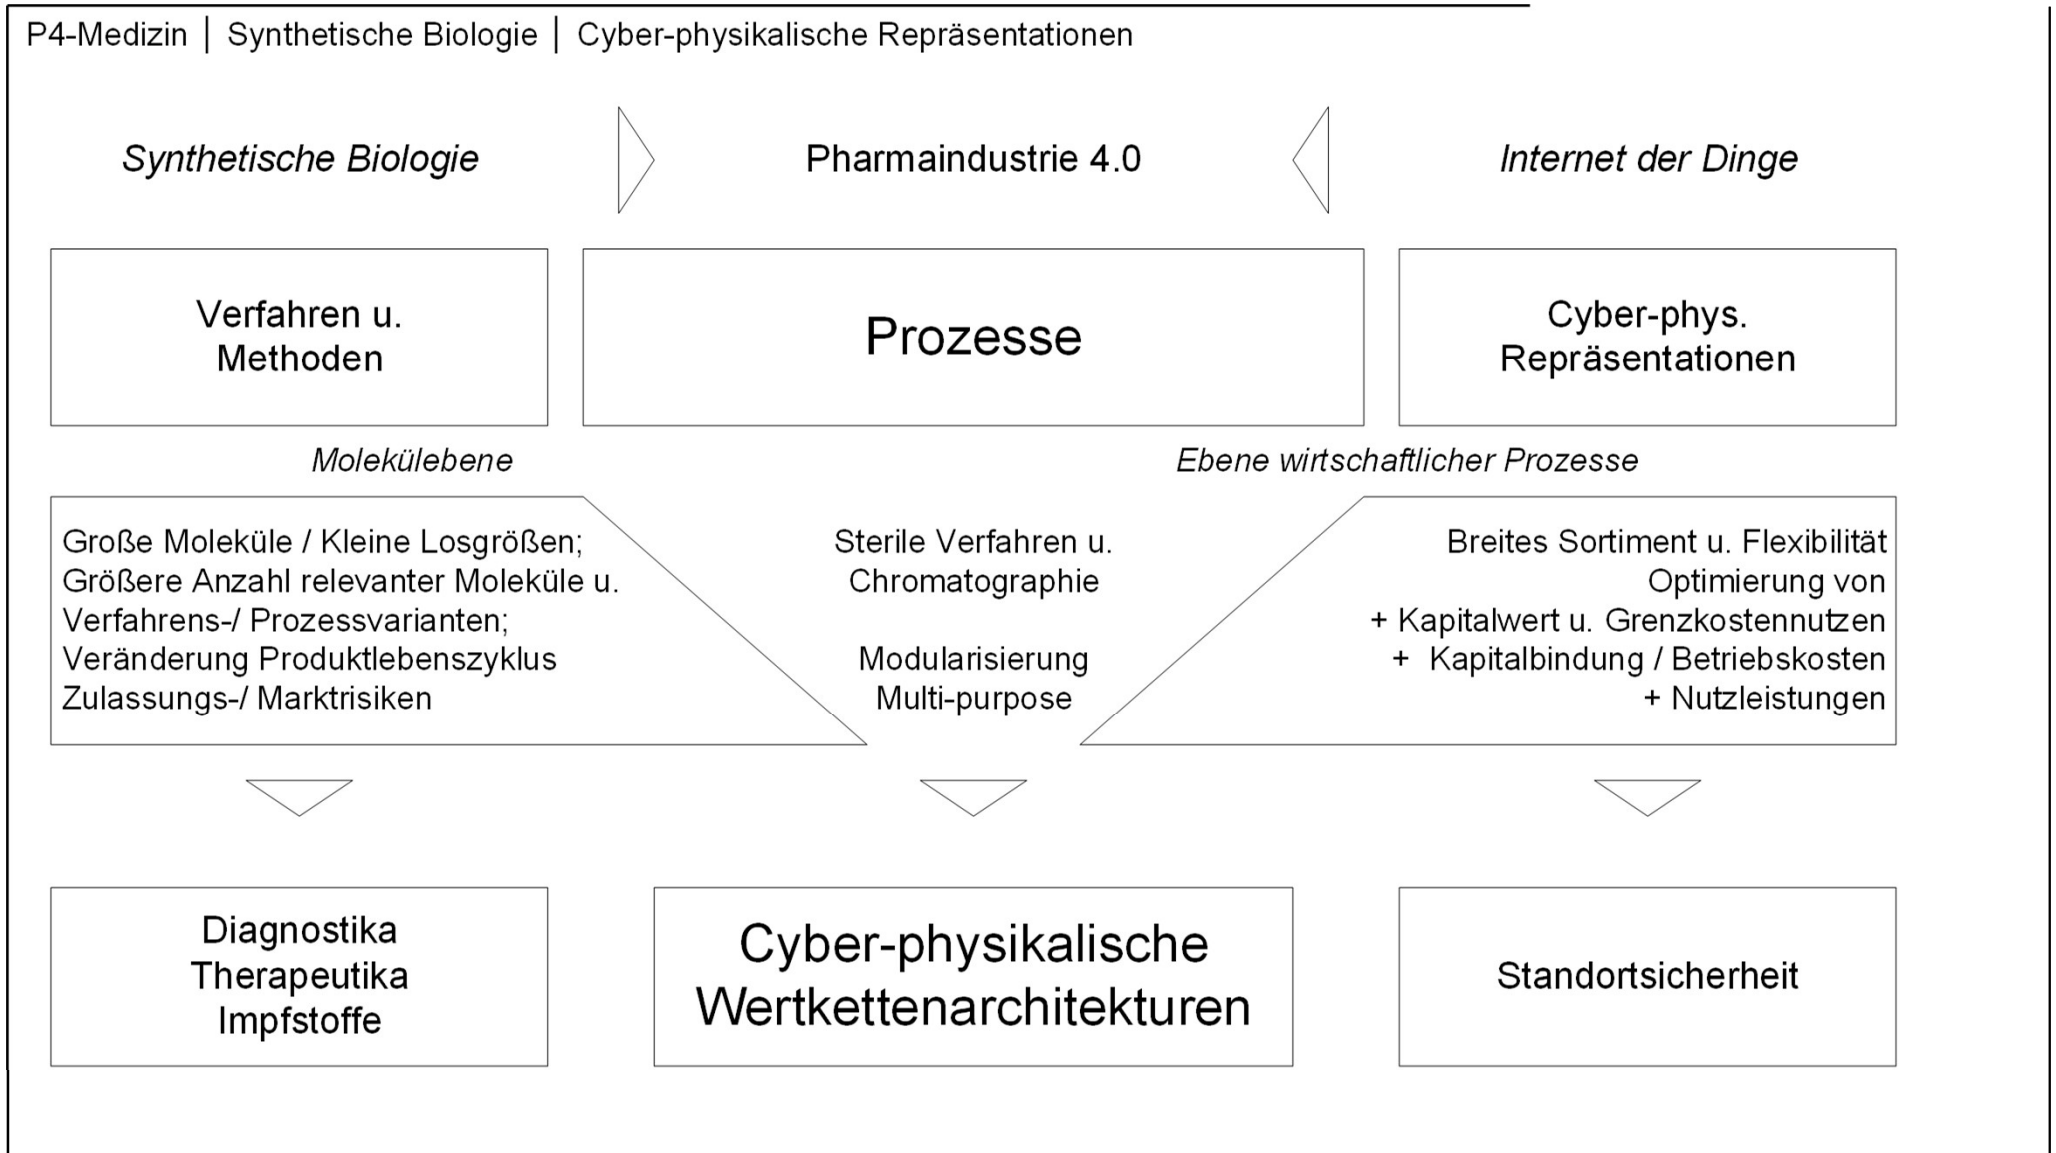 P4-Medizin | Synthetische Biologie | Cyber-physikalische Repräsentationen
Synthetische Biologie
Pharmaindustrie 4.0
Internet der Dinge
Verfahren u.
Methoden
Prozesse
Cyber-phys.
Repräsentationen
Molekülebene
Ebene wirtschaftlicher Prozesse
Große Moleküle / Kleine Losgrößen;
Größere Anzahl relevanter Moleküle u.
Verfahrens-/ Prozessvarianten;
Veränderung Produktlebenszyklus
Zulassungs-/ Marktrisiken
Sterile Verfahren u.
Chromatographie
Modularisierung
Multi-purpose
Breites Sortiment u. Flexibilität
Optimierung von
+ Kapitalwert u. Grenzkostennutzen
+ Kapitalbindung / Betriebskosten
+ Nutzleistungen
Diagnostika
Therapeutika
Impfstoffe
Cyber-physikalische
Wertkettenarchitekturen
Standortsicherheit